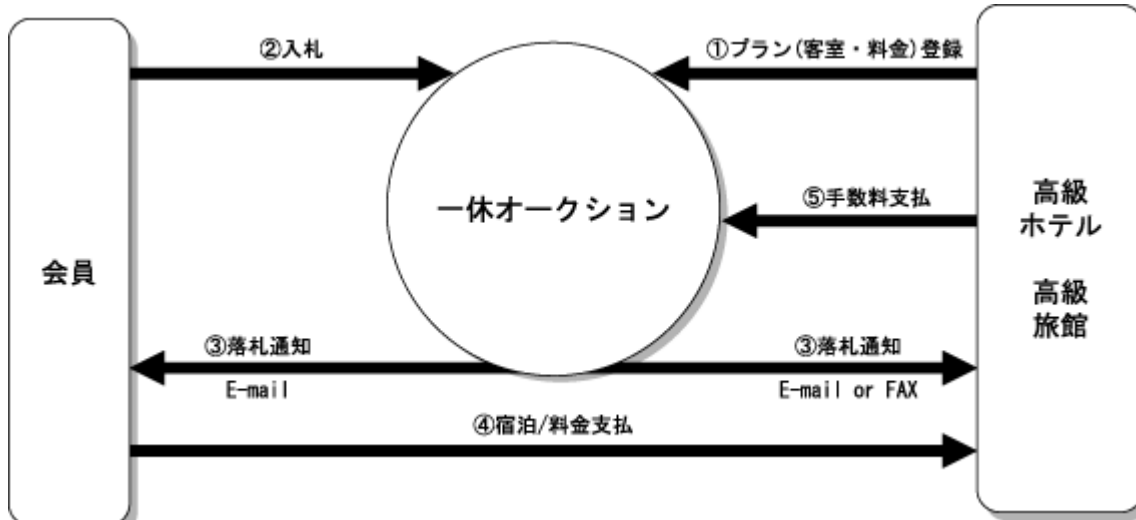 ②入札
①プラン(客室・料金)登録
一休オークション
⑤手数料支払
高級
ホテル
高級
旅館
会員
③落札通知
E-mail
③落札通知
E-mail or FAX
④宿泊/料金支払